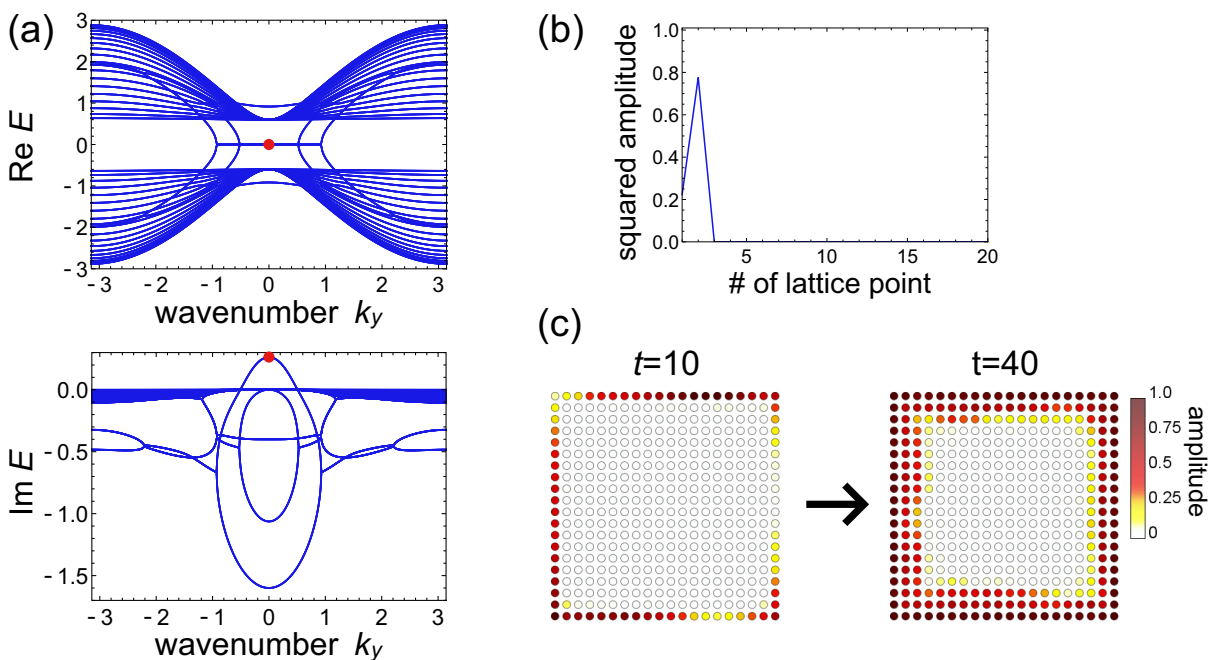 (a)
3
2
1
0
- 1
- 2
- 3
Re E
- 3 - 2 - 1 0 1 2 3
wavenumber ky
0.0
- 0.5
- 1.0
- 1.5
Im E
- 3 - 2 - 1 0 1 2 3
wavenumber ky
(b)
1.0
0.8
0.6
0.4
0.2
0.0
squared amplitude
5 10 15 20
# of lattice point
(c)
t=10
t=40
1.0
0.75
0.5
0.25
0
amplitude